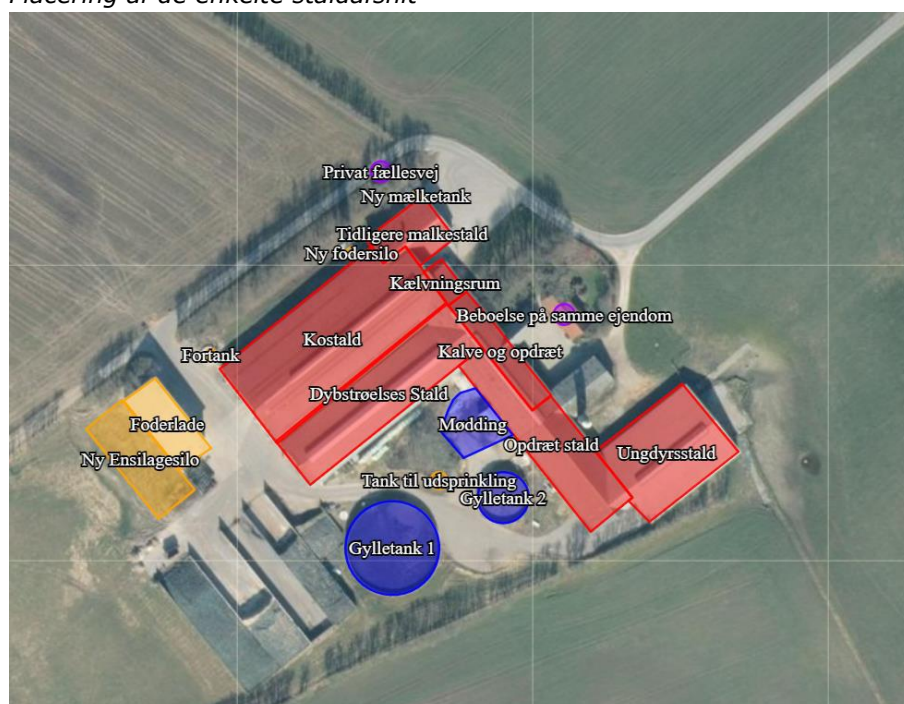 Placering af de enkelte staldafsnit
Privat fællesvej
Ny mælketank
Tidligere malkestald
Ny fodersilo
Kælvningsrum
Beboelse på samme ejendom
Kostald
Fortank
Kalve og opdræt
Dybstrøelses Stald
Foderlade
Mødding
Opdræt stald
Ungdyrsstald
Ny Ensilagesilo
Tank til udsprinkling
Gylletank 2
Gylletank 1